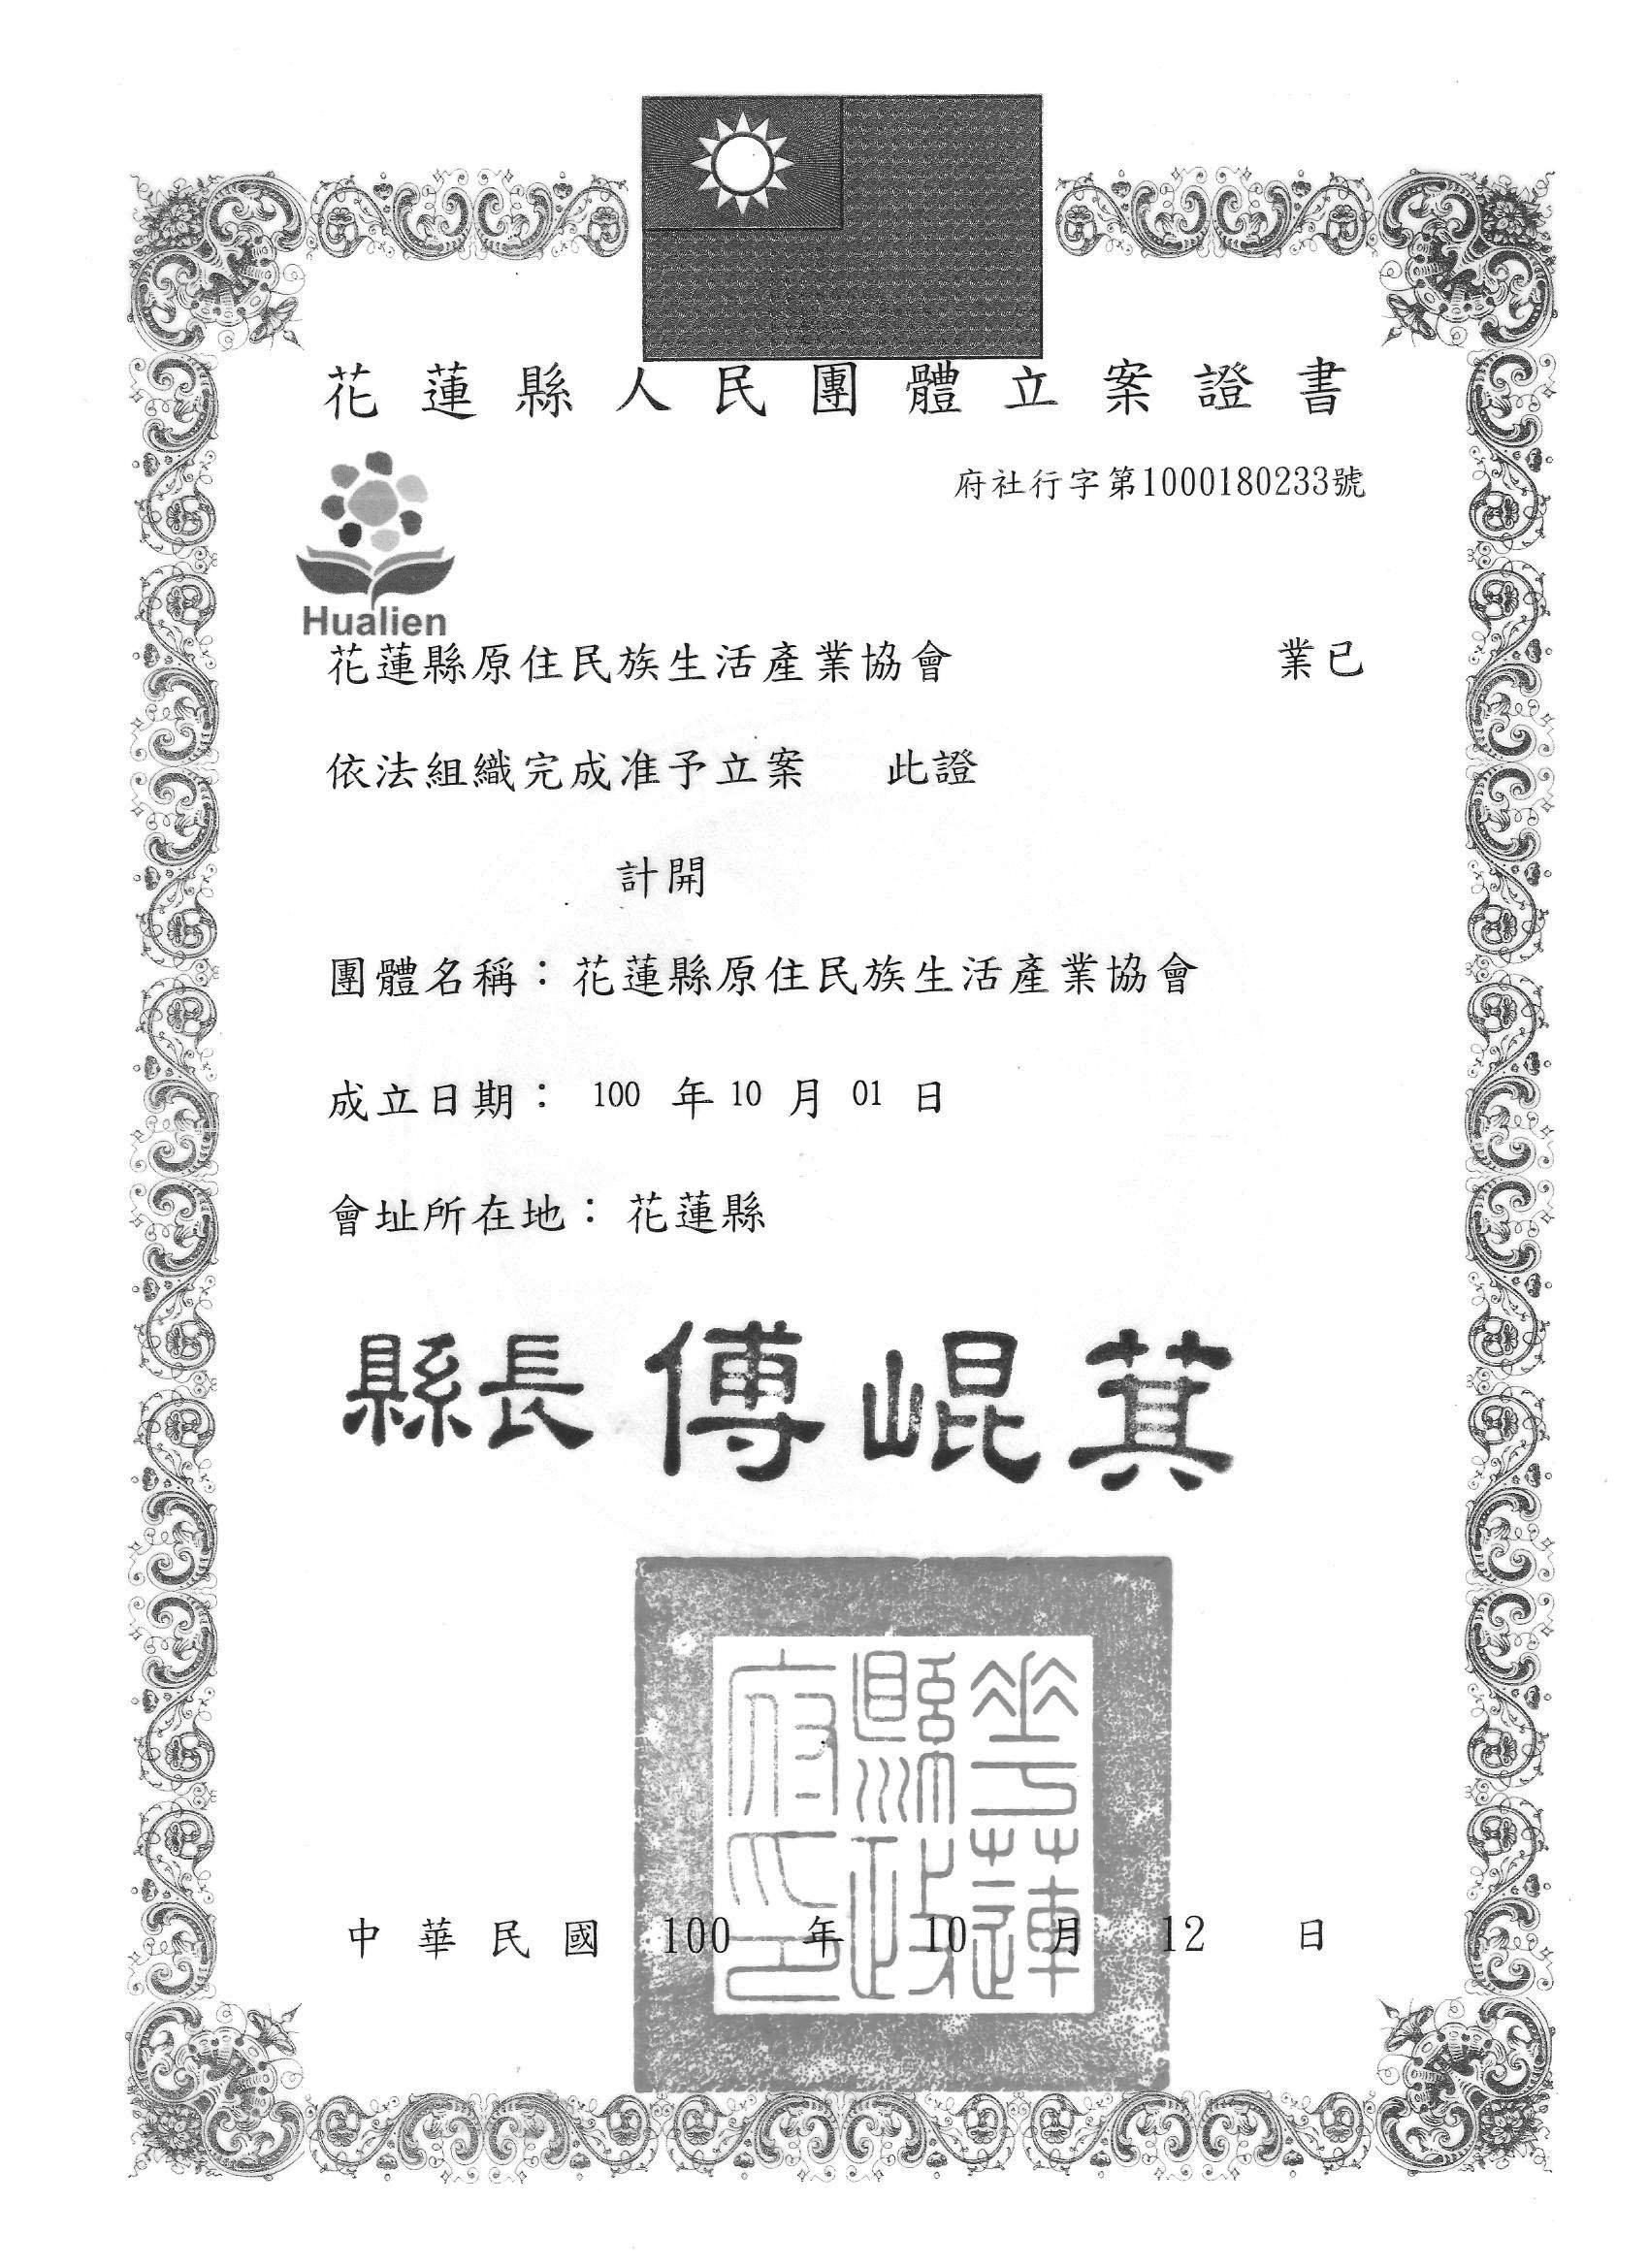 花蓮縣人民團體立案證書
府社行字第1000180233號
Hualien
花蓮縣原住民族生活產業協會 業已
依法組織完成准予立案 此證
計開
團體名稱：花蓮縣原住民族生活產業協會
成立日期： 100 年 10 月 01 日
會址所在地： 花蓮縣
縣長 傅崐萁
花蓮縣政府印
中華民國 100 年 10 月 12 日